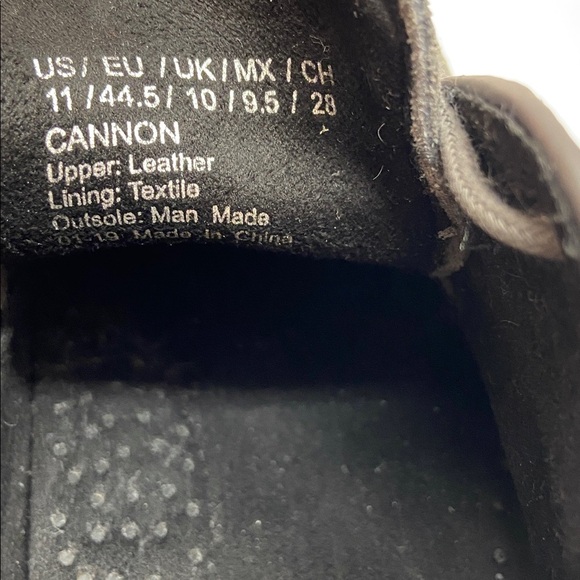 US/ EU / UK/ MX / CH
11 / 44.5 / 10 / 9.5 / 28
CANNON
Upper: Leather
Lining: Textile
Outsole: Man Made
01-19 Made In China